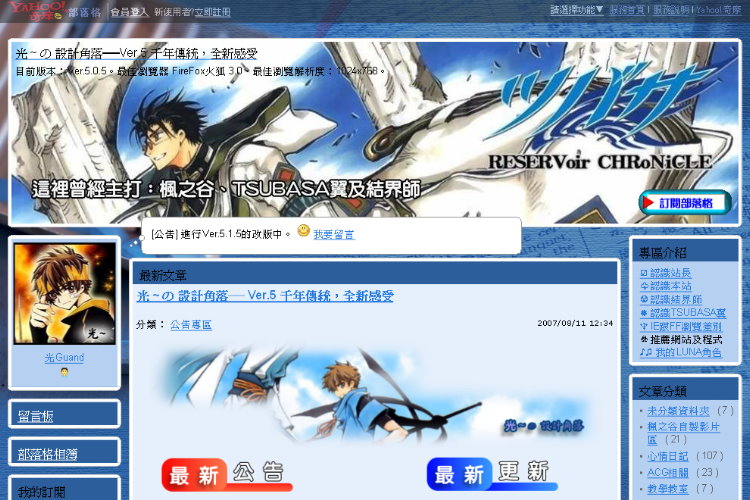 YAHOO! 奇摩 部落格 會員登入 新使用者?立即註冊 請選擇功能▼ 服務首頁 | 服務說明 | Yahoo!奇摩
光～の 設計角落──Ver.5 千年傳統，全新感受
目前版本：Ver.5.0.5。最佳瀏覽器 FireFox火狐 3.0。最佳瀏覽解析度：1024x768。
ツバサ
RESERVoir CHRoNiCLE
這裡曾經主打：楓之谷、TSUBASA翼及結界師
訂閱部落格
[公告] 進行Ver.5.1.5的改版中。 我要留言
光～
光Guand
留言板
部落格相簿
我的訂閱
最新文章
光～の 設計角落── Ver.5 千年傳統，全新感受
分類： 公告專區 2007/08/11 12:34
光～の 設計角落
最新 公告
最新 更新
專區介紹
認識站長
認識本站
認識結界師
認識TSUBASA翼
IE跟FF瀏覽差別
推薦網站及程式
我的LUNA角色
文章分類
未分類資料夾 (7)
楓之谷自製影片區 (21)
心情日記 (107)
ACG相關 (23)
教學教室 (7)